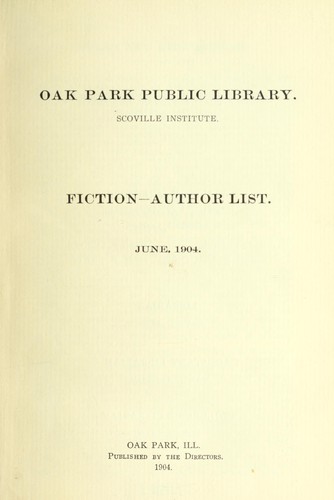 OAK PARK PUBLIC LIBRARY.
SCOVILLE INSTITUTE.
FICTION—AUTHOR LIST.
JUNE, 1904.
OAK PARK, ILL.
Published by the Directors.
1904.